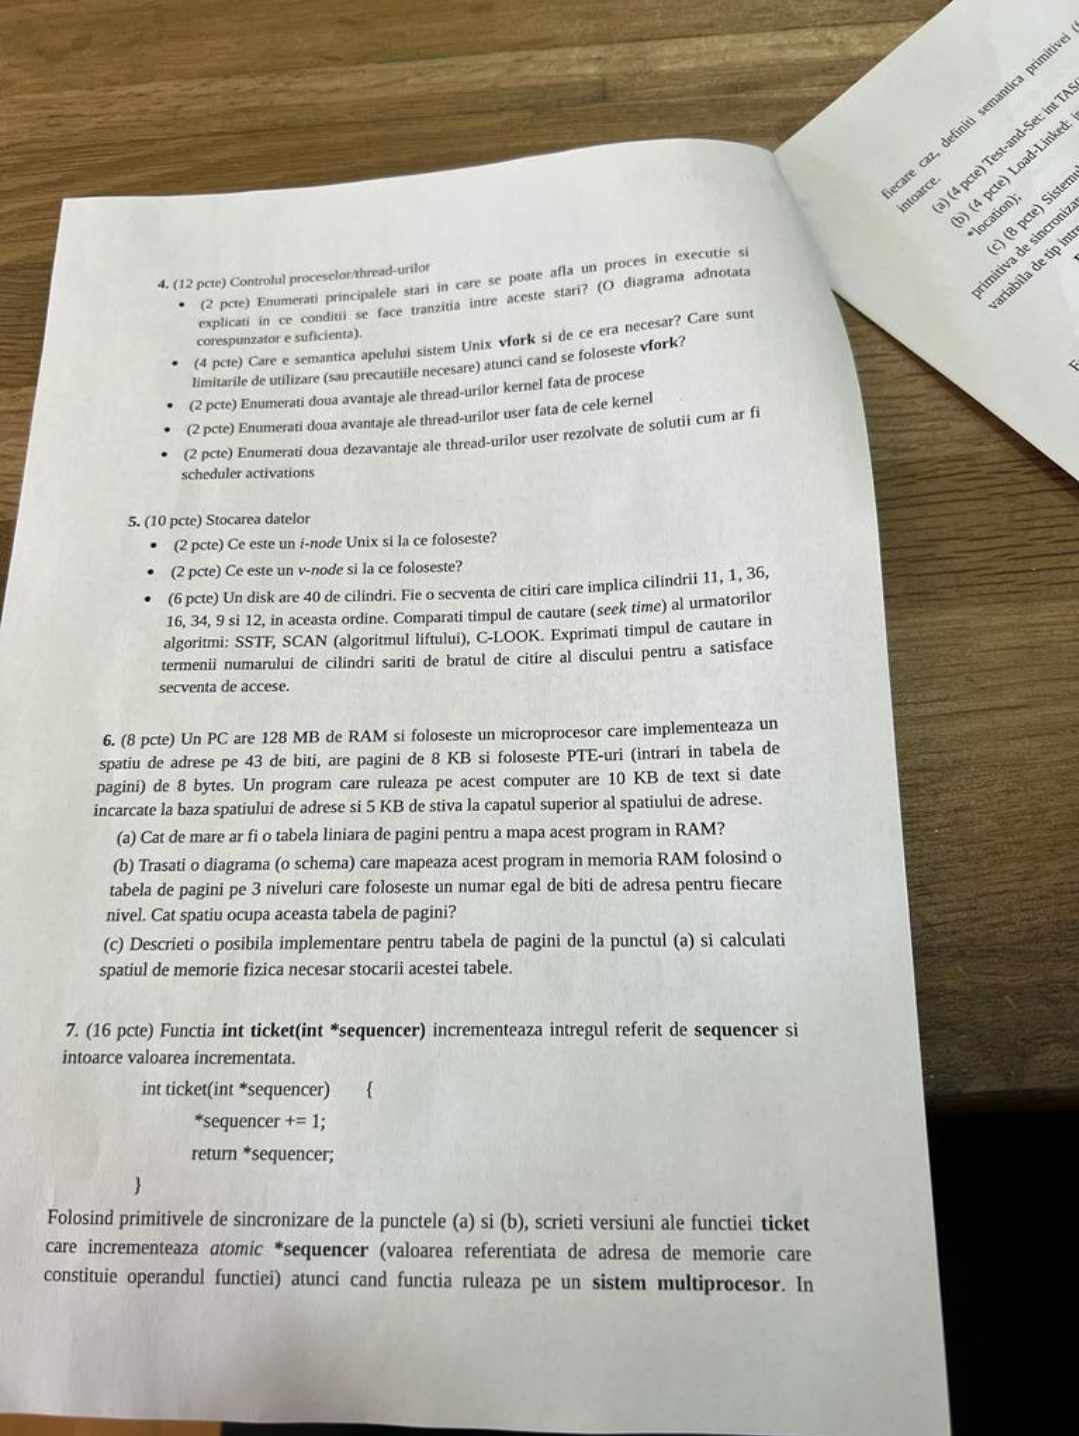 4. (12 pcte) Controlul proceselor/thread-urilor
• (2 pcte) Enumerati principalele stari in care se poate afla un proces in executie si
explicati in ce conditii se face tranzitia intre aceste stari? (O diagrama adnotata
corespunzator e suficienta).
• (4 pcte) Care e semantica apelului sistem Unix vfork si de ce era necesar? Care sunt
limitarile de utilizare (sau precautiile necesare) atunci cand se foloseste vfork?
• (2 pcte) Enumerati doua avantaje ale thread-urilor kernel fata de procese
• (2 pcte) Enumerati doua avantaje ale thread-urilor user fata de cele kernel
• (2 pcte) Enumerati doua dezavantaje ale thread-urilor user rezolvate de solutii cum ar fi
scheduler activations
5. (10 pcte) Stocarea datelor
• (2 pcte) Ce este un i-node Unix si la ce foloseste?
• (2 pcte) Ce este un v-node si la ce foloseste?
• (6 pcte) Un disk are 40 de cilindri. Fie o secventa de citiri care implica cilindrii 11, 1, 36,
16, 34, 9 si 12, in aceasta ordine. Comparati timpul de cautare (seek time) al urmatorilor
algoritmi: SSTF, SCAN (algoritmul liftului), C-LOOK. Exprimati timpul de cautare in
termenii numarului de cilindri sariti de bratul de citire al discului pentru a satisface
secventa de accese.
6. (8 pcte) Un PC are 128 MB de RAM si foloseste un microprocesor care implementeaza un
spatiu de adrese pe 43 de biti, are pagini de 8 KB si foloseste PTE-uri (intrari in tabela de
pagini) de 8 bytes. Un program care ruleaza pe acest computer are 10 KB de text si date
incarcate la baza spatiului de adrese si 5 KB de stiva la capatul superior al spatiului de adrese.
(a) Cat de mare ar fi o tabela liniara de pagini pentru a mapa acest program in RAM?
(b) Trasati o diagrama (o schema) care mapeaza acest program in memoria RAM folosind o
tabela de pagini pe 3 niveluri care foloseste un numar egal de biti de adresa pentru fiecare
nivel. Cat spatiu ocupa aceasta tabela de pagini?
(c) Descrieti o posibila implementare pentru tabela de pagini de la punctul (a) si calculati
spatiul de memorie fizica necesar stocarii acestei tabele.
7. (16 pcte) Functia int ticket(int *sequencer) incrementeaza intregul referit de sequencer si
intoarce valoarea incrementata.
int ticket(int *sequencer) {
*sequencer += 1;
return *sequencer;
}
Folosind primitivele de sincronizare de la punctele (a) si (b), scrieti versiuni ale functiei ticket
care incrementeaza atomic *sequencer (valoarea referentiata de adresa de memorie care
constituie operandul functiei) atunci cand functia ruleaza pe un sistem multiprocesor. In
fiecare caz, definiti semantica primitivei
intoarce.
(a) (4 pcte) Test-and-Set: int
(b) (4 pcte) Load-Linked:
*location);
(c) (8 pcte)
primitiva de
variabila de tip